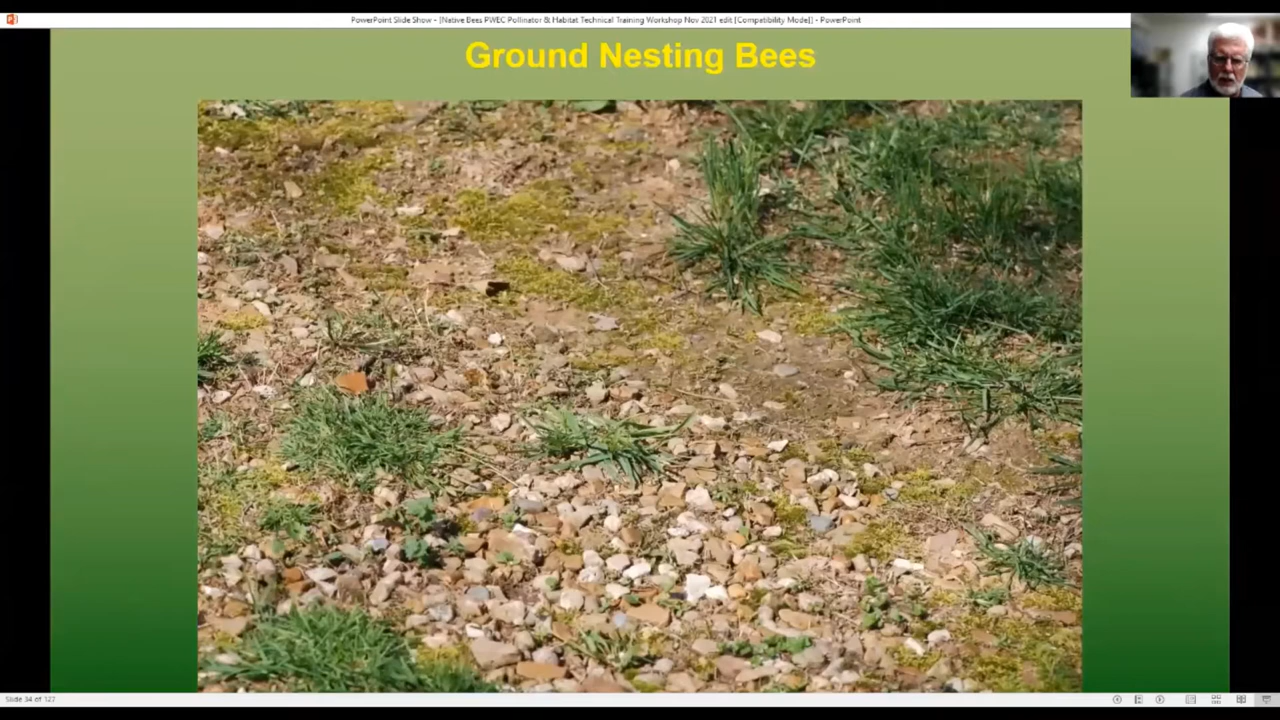 PowerPoint Slide Show - [Native Bees PWEC Pollinator & Habitat Technical Training Workshop Nov 2021 edit [Compatibility Mode]] - PowerPoint
Ground Nesting Bees
Slide 34 of 127